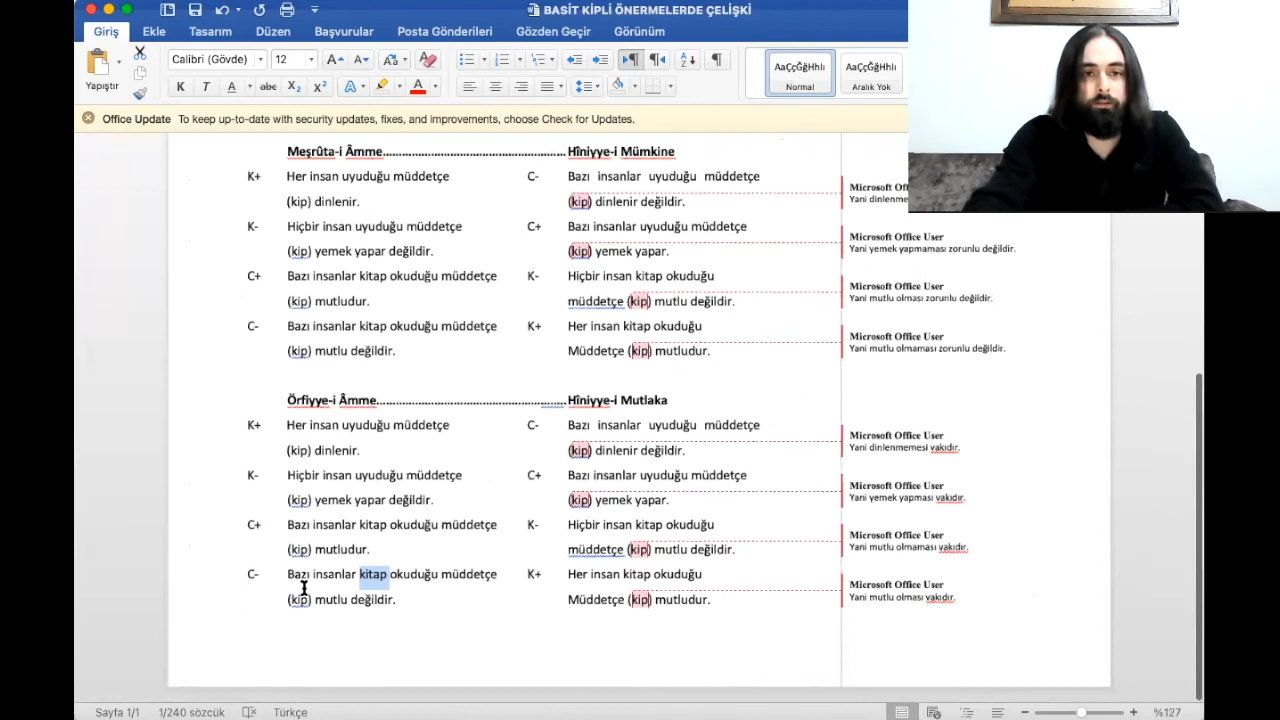 BASİT KİPLİ ÖNERMELERDE ÇELİŞKİ
Giriş Ekle Tasarım Düzen Başvurular Posta Gönderileri Gözden Geçir Görünüm
Yapıştır
Calibri (Gövde) 12
K T A abc X₂ X²
AaÇçĞğHhIı AaÇçĞğHhIı
Normal Aralık Yok
Office Update To keep up-to-date with security updates, fixes, and improvements, choose Check for Updates.
Meşrûta-i Âmme Hîniyye-i Mümkine
K+ Her insan uyuduğu müddetçe C- Bazı insanlar uyuduğu müddetçe
(kip) dinlenir. (kip) dinlenir değildir.
K- Hiçbir insan uyuduğu müddetçe C+ Bazı insanlar uyuduğu müddetçe
(kip) yemek yapar değildir. (kip) yemek yapar.
C+ Bazı insanlar kitap okuduğu müddetçe K- Hiçbir insan kitap okuduğu
(kip) mutludur. müddetçe (kip) mutlu değildir.
C- Bazı insanlar kitap okuduğu müddetçe K+ Her insan kitap okuduğu
(kip) mutlu değildir. Müddetçe (kip) mutludur.
Örfiyye-i Âmme Hîniyye-i Mutlaka
K+ Her insan uyuduğu müddetçe C- Bazı insanlar uyuduğu müddetçe
(kip) dinlenir. (kip) dinlenir değildir.
K- Hiçbir insan uyuduğu müddetçe C+ Bazı insanlar uyuduğu müddetçe
(kip) yemek yapar değildir. (kip) yemek yapar.
C+ Bazı insanlar kitap okuduğu müddetçe K- Hiçbir insan kitap okuduğu
(kip) mutludur. müddetçe (kip) mutlu değildir.
C- Bazı insanlar kitap okuduğu müddetçe K+ Her insan kitap okuduğu
(kip) mutlu değildir. Müddetçe (kip) mutludur.
Microsoft Of
Yani dinlenme
Microsoft Office User
Yani yemek yapmaması zorunlu değildir.
Microsoft Office User
Yani mutlu olması zorunlu değildir.
Microsoft Office User
Yani mutlu olmaması zorunlu değildir.
Microsoft Office User
Yani dinlenmemesi vakıdır.
Microsoft Office User
Yani yemek yapması vakıdır.
Microsoft Office User
Yani mutlu olmaması vakıdır.
Microsoft Office User
Yani mutlu olması vakıdır.
Sayfa 1/1 1/240 sözcük Türkçe %127